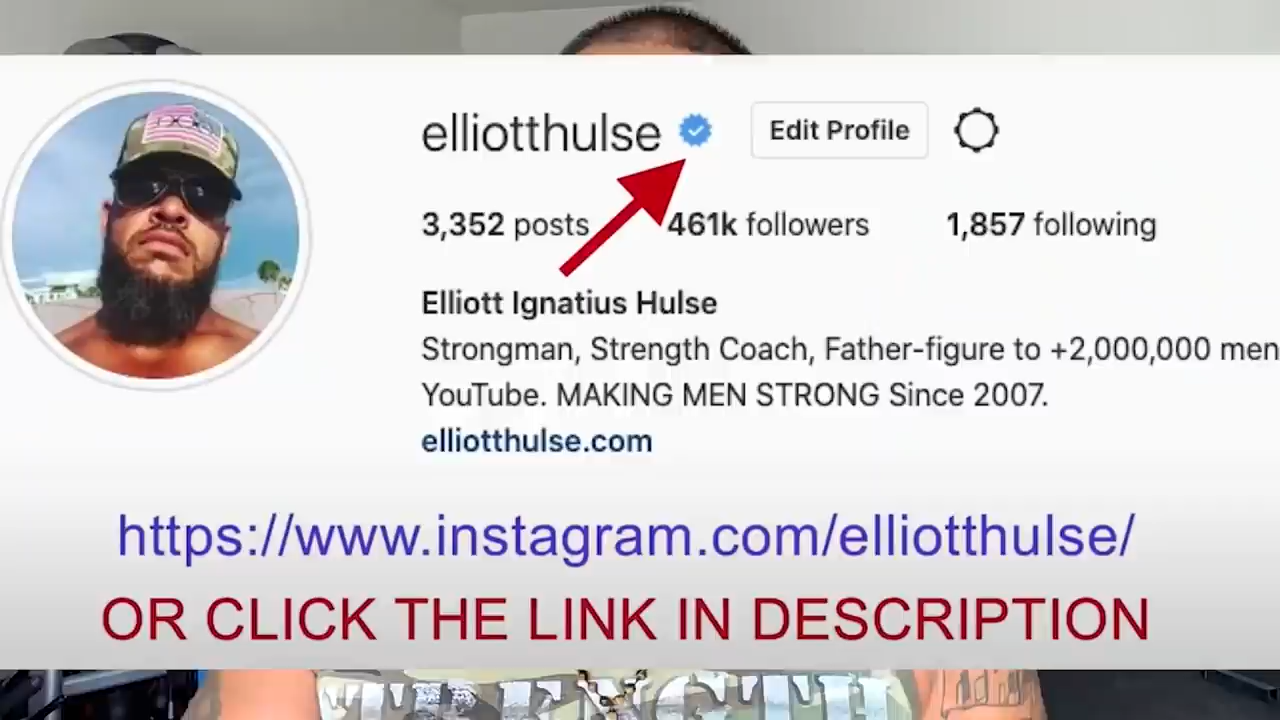 elliotthulse Edit Profile
3,352 posts 461k followers 1,857 following
Elliott Ignatius Hulse
Strongman, Strength Coach, Father-figure to +2,000,000 men
YouTube. MAKING MEN STRONG Since 2007.
elliotthulse.com
https://www.instagram.com/elliotthulse/
OR CLICK THE LINK IN DESCRIPTION